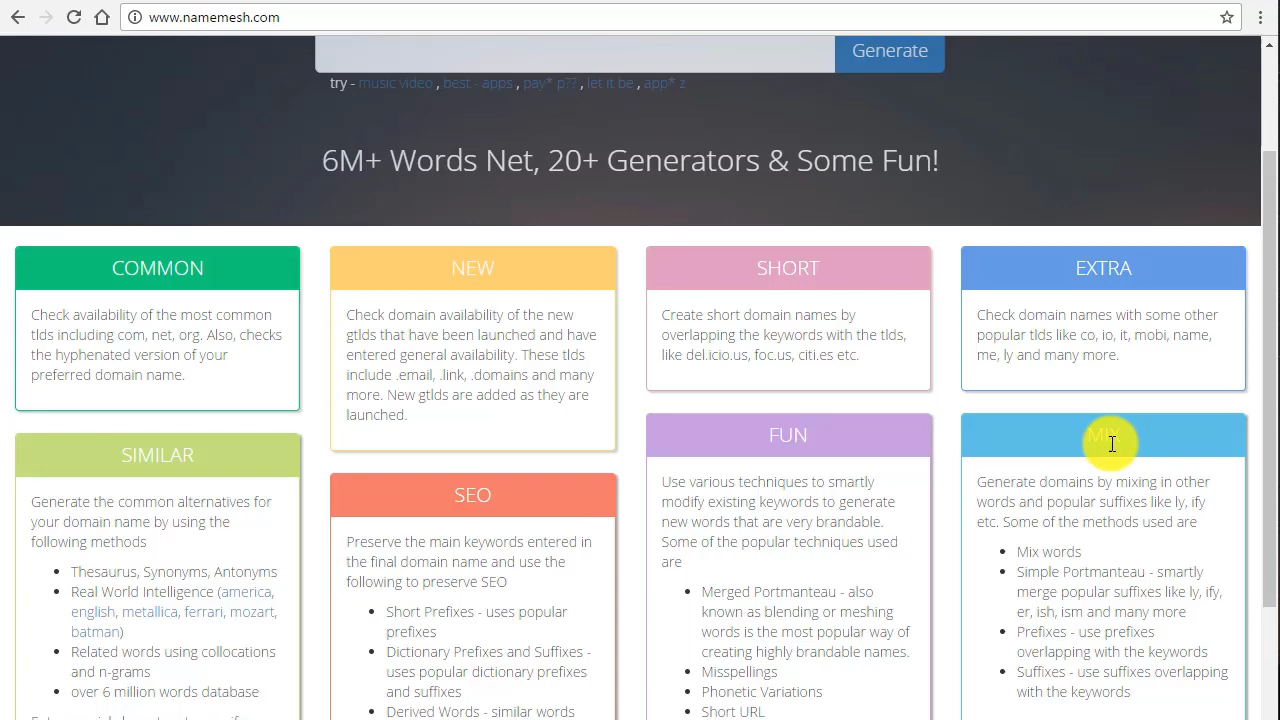 www.namemesh.com
Generate
try - music video , best - apps , pay* p?? , let it be , app* z
6M+ Words Net, 20+ Generators & Some Fun!
COMMON
Check availability of the most common
tlds including com, net, org. Also, checks
the hyphenated version of your
preferred domain name.
NEW
Check domain availability of the new
gtlds that have been launched and have
entered general availability. These tlds
include .email, .link, .domains and many
more. New gtlds are added as they are
launched.
SHORT
Create short domain names by
overlapping the keywords with the tlds,
like del.icio.us, foc.us, citi.es etc.
EXTRA
Check domain names with some other
popular tlds like co, io, it, mobi, name,
me, ly and many more.
SIMILAR
Generate the common alternatives for
your domain name by using the
following methods
• Thesaurus, Synonyms, Antonyms
• Real World Intelligence (america,
english, metallica, ferrari, mozart,
batman)
• Related words using collocations
and n-grams
• over 6 million words database
SEO
Preserve the main keywords entered in
the final domain name and use the
following to preserve SEO
• Short Prefixes - uses popular
prefixes
• Dictionary Prefixes and Suffixes -
uses popular dictionary prefixes
and suffixes
• Derived Words - similar words
FUN
Use various techniques to smartly
modify existing keywords to generate
new words that are very brandable.
Some of the popular techniques used
are
• Merged Portmanteau - also
known as blending or meshing
words is the most popular way of
creating highly brandable names.
• Misspellings
• Phonetic Variations
• Short URL
MIX
Generate domains by mixing in other
words and popular suffixes like ly, ify
etc. Some of the methods used are
• Mix words
• Simple Portmanteau - smartly
merge popular suffixes like ly, ify,
er, ish, ism and many more
• Prefixes - use prefixes
overlapping with the keywords
• Suffixes - use suffixes overlapping
with the keywords